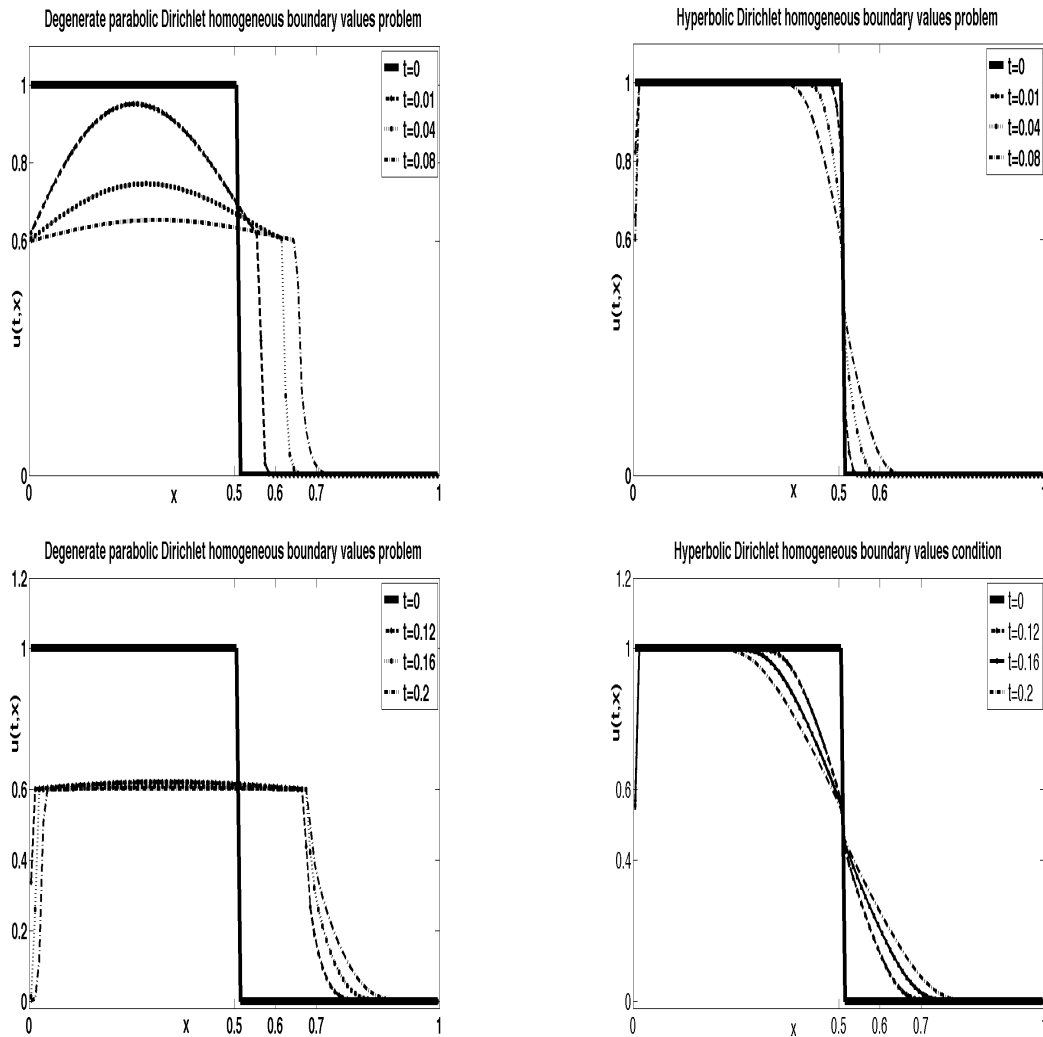 Degenerate parabolic Dirichlet homogeneous boundary values problem
1
0.8
0.6
0
u(t,x)
0
0.5
0.6
0.7
1
x
t=0
t=0.01
t=0.04
t=0.08
Hyperbolic Dirichlet homogeneous boundary values problem
1
0.8
0.6
0
u(t,x)
0
0.5
0.6
1
x
t=0
t=0.01
t=0.04
t=0.08
Degenerate parabolic Dirichlet homogeneous boundary values problem
1.2
1
0.6
0.4
0.2
0
u(t,x)
0
0.5
0.6
0.7
1
x
t=0
t=0.12
t=0.16
t=0.2
Hyperbolic Dirichlet homogeneous boundary values condition
1.2
1
0.6
0.4
0
u(t,x)
0
0.5
0.6
0.7
1
x
t=0
t=0.12
t=0.16
t=0.2